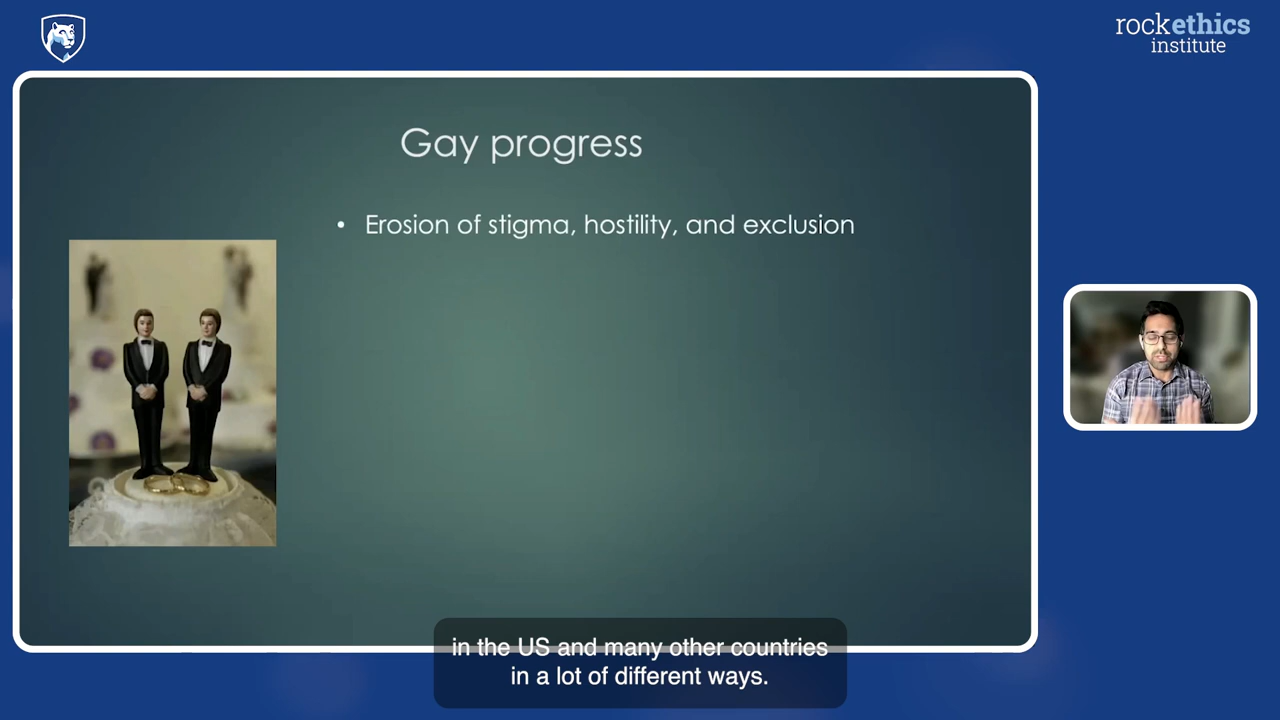 rockethics
institute
Gay progress
• Erosion of stigma, hostility, and exclusion
in the US and many other countries
in a lot of different ways.